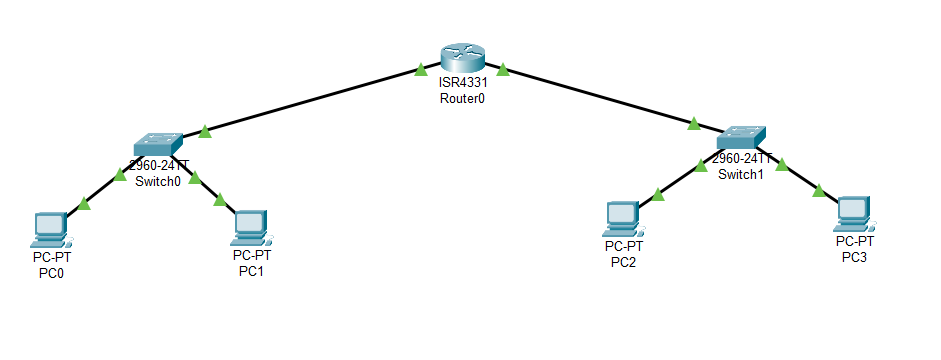 ISR4331
Router0
2960-24TT
Switch0
2960-24TT
Switch1
PC-PT
PC0
PC-PT
PC1
PC-PT
PC2
PC-PT
PC3